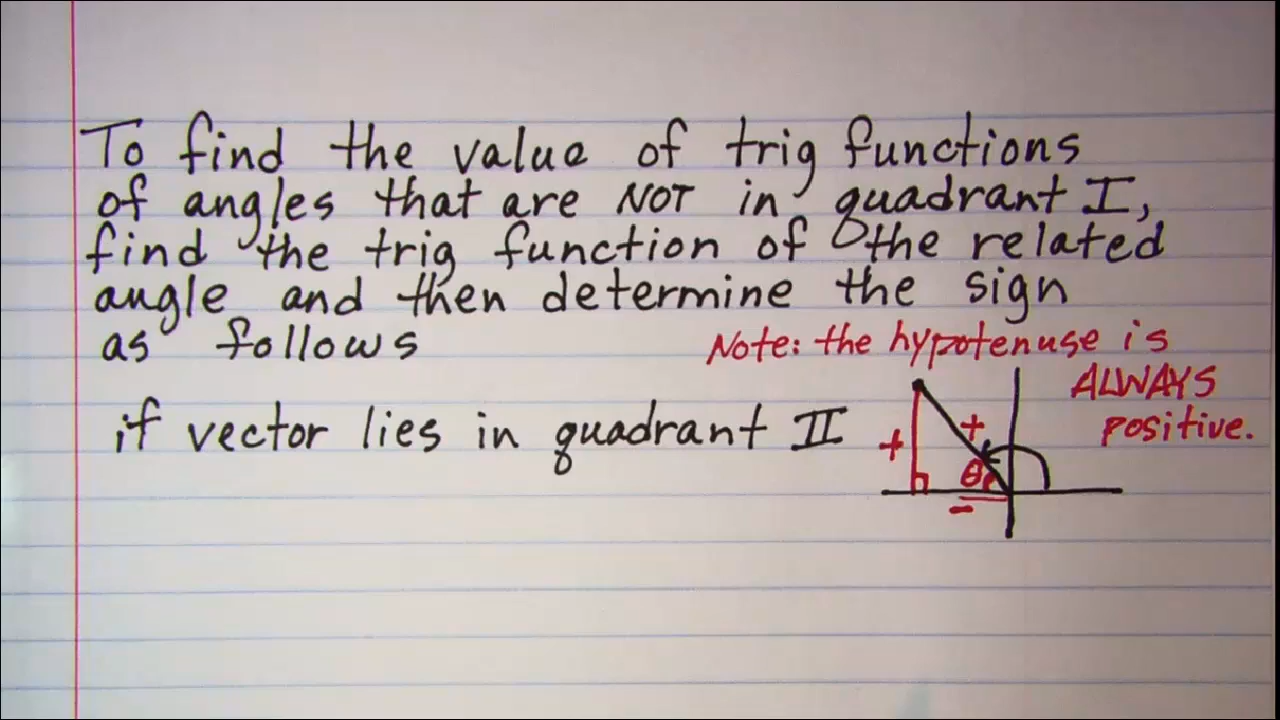 To find the value of trig functions
of angles that are NOT in quadrant I,
find the trig function of the related
angle and then determine the sign
as follows
Note: the hypotenuse is
ALWAYS
positive.
if vector lies in quadrant II
+
+
θ
-